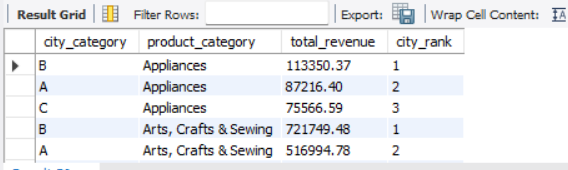 Result Grid Filter Rows: Export: Wrap Cell Content: IA
city_category product_category total_revenue city_rank
B Appliances 113350.37 1
A Appliances 87216.40 2
C Appliances 75566.59 3
B Arts, Crafts & Sewing 721749.48 1
A Arts, Crafts & Sewing 516994.78 2